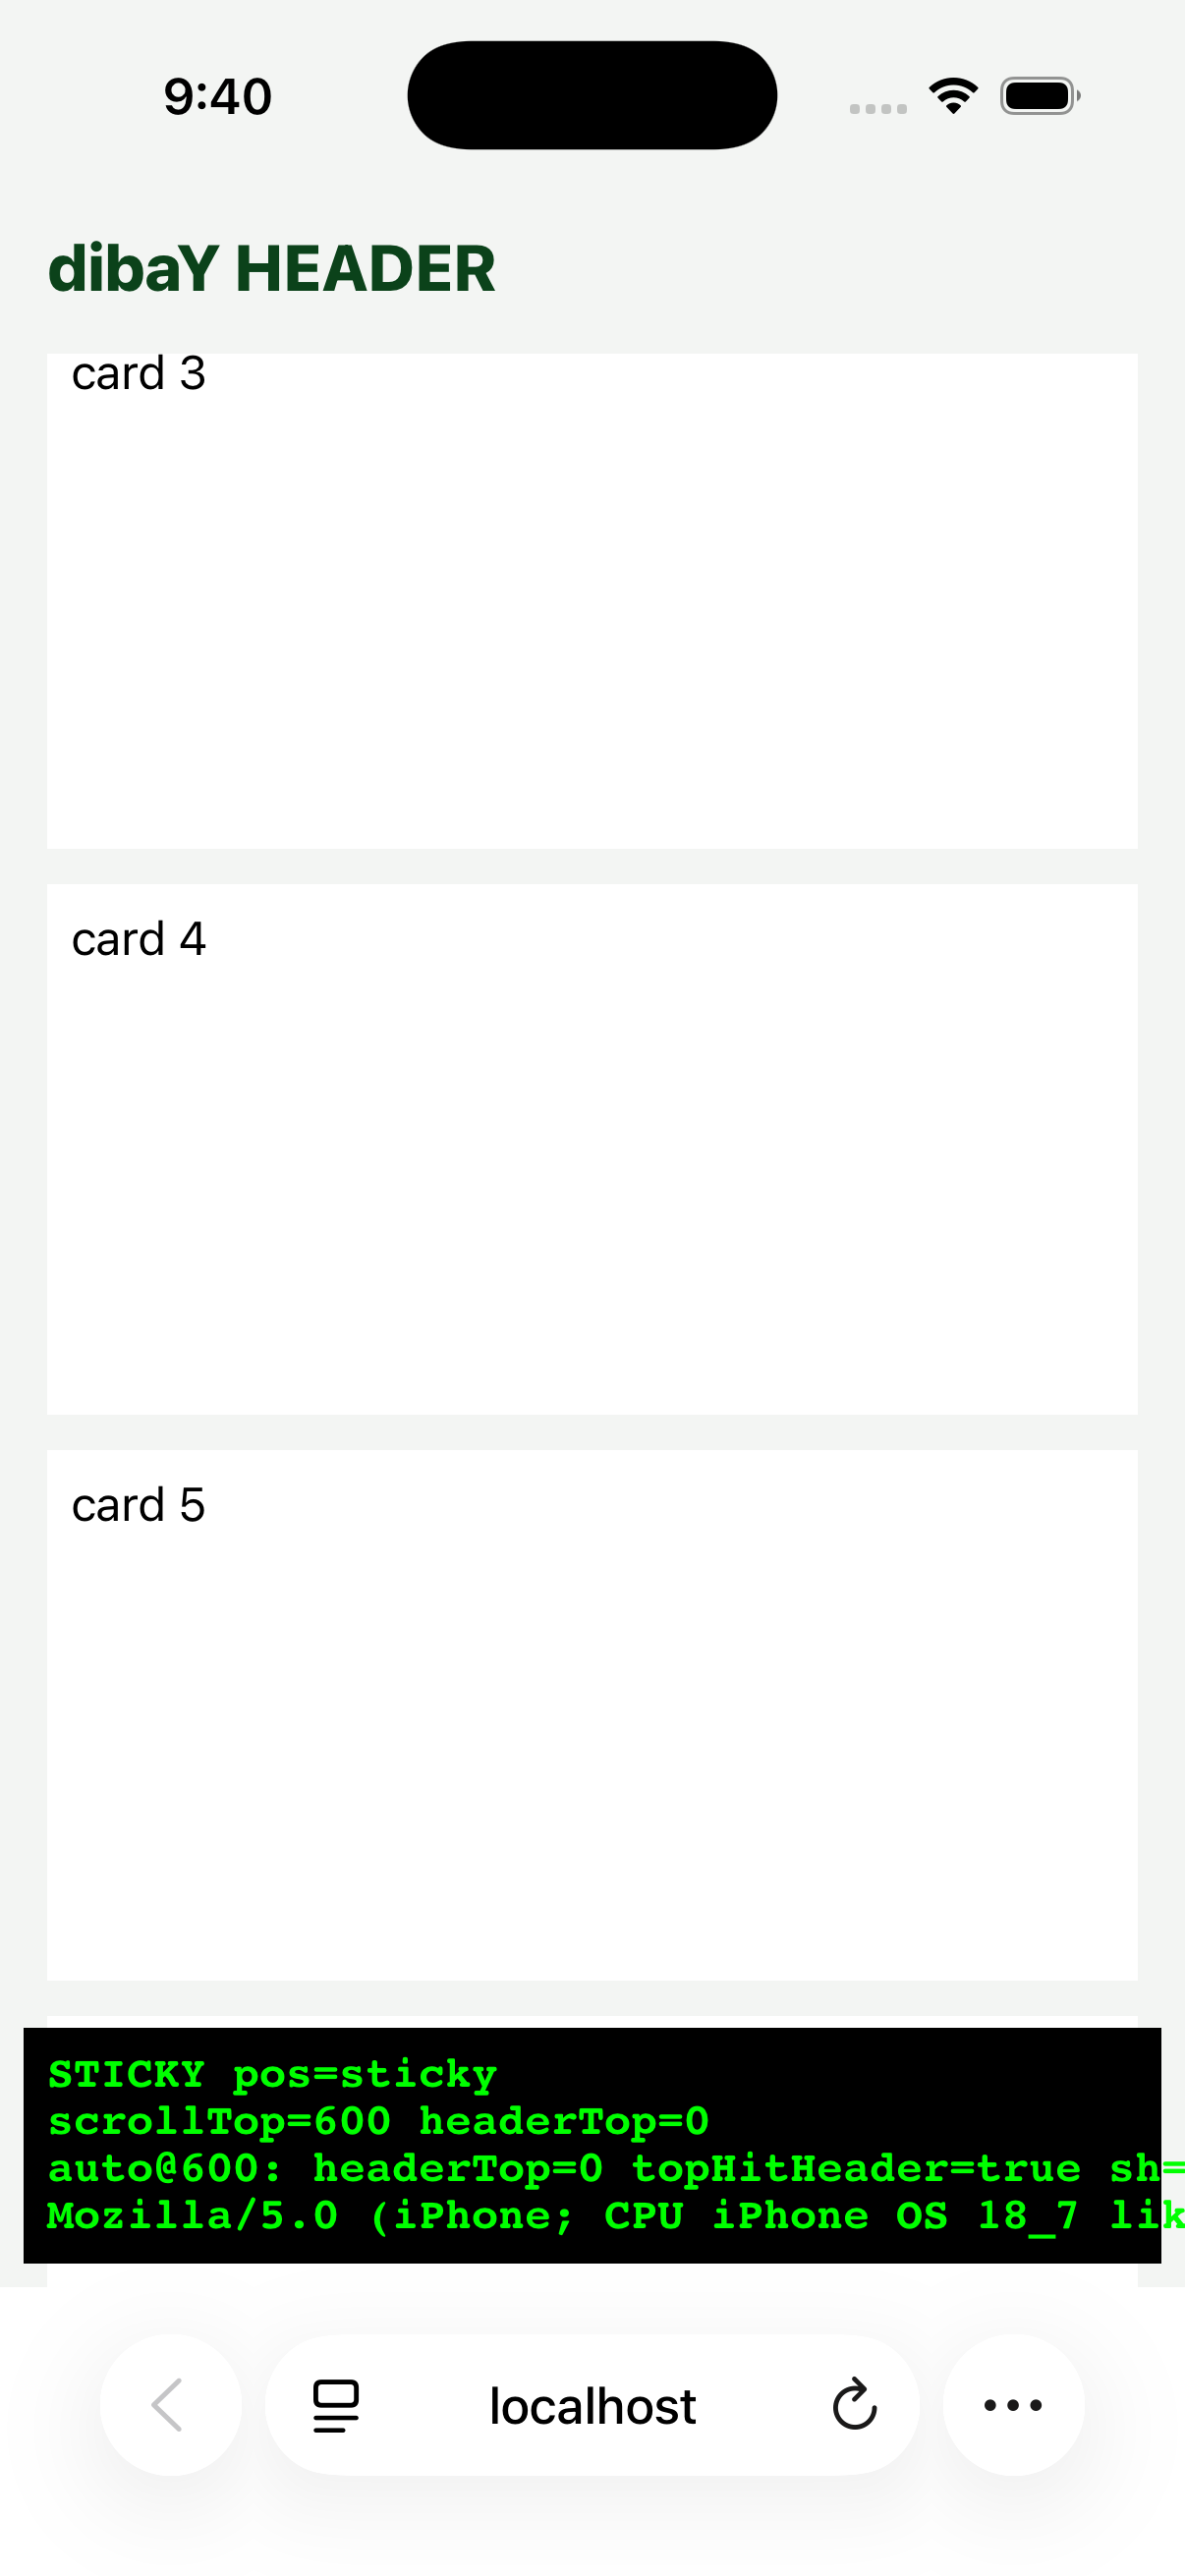 9:40
dibaY HEADER
card 3
card 4
card 5
STICKY pos=sticky
scrollTop=600 headerTop=0
auto@600: headerTop=0 topHitHeader=true sh=
Mozilla/5.0 (iPhone; CPU iPhone OS 18_7 lik
localhost